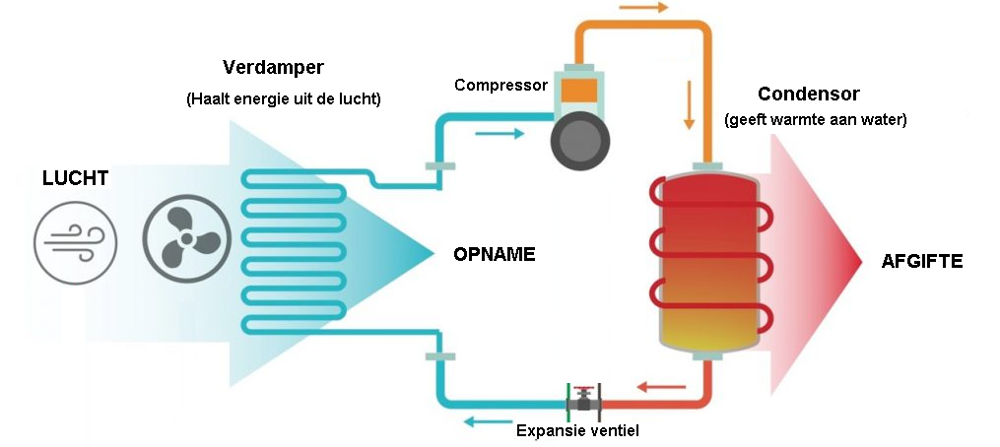 Verdamper
(Haalt energie uit de lucht)
Compressor
Condensor
(geeft warmte aan water)
LUCHT
OPNAME
AFGIFTE
Expansie ventiel